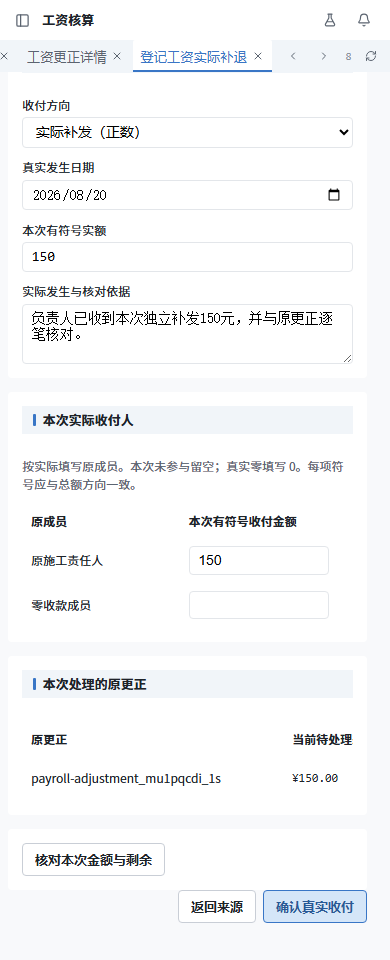 工资核算
工资更正详情
登记工资实际补退
8
收付方向
实际补发（正数）
真实发生日期
2026/08/20
本次有符号实额
150
实际发生与核对依据
负责人已收到本次独立补发150元，并与原更正逐
笔核对。
本次实际收付人
按实际填写原成员。本次未参与留空；真实零填写 0。每项符
号应与总额方向一致。
原成员 本次有符号收付金额
原施工责任人 150
零收款成员
本次处理的原更正
原更正 当前待处理
payroll-adjustment_mu1pqcdi_1s ¥150.00
核对本次金额与剩余
返回来源 确认真实收付